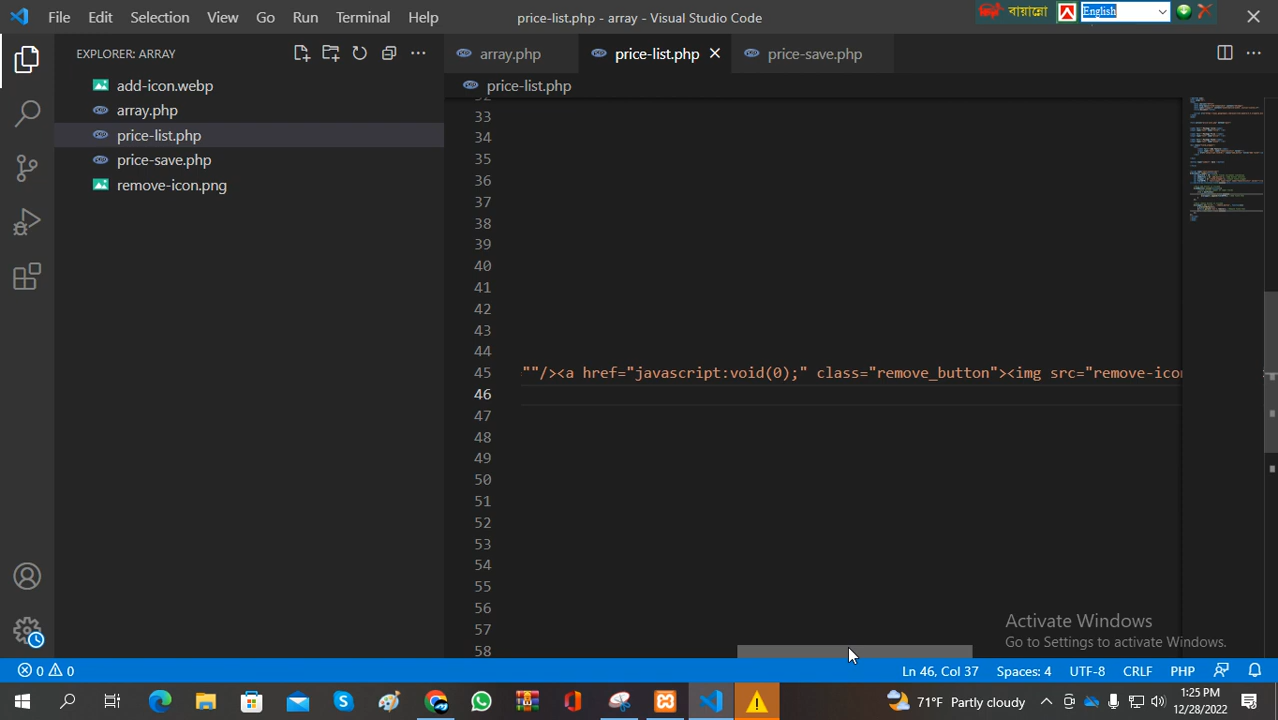 File Edit Selection View Go Run Terminal Help
price-list.php - array - Visual Studio Code
বায়ান্নো
English
EXPLORER: ARRAY
add-icon.webp
array.php
price-list.php
price-save.php
remove-icon.png
array.php
price-list.php
price-save.php
price-list.php
32
33
34
35
36
37
38
39
40
41
42
43
44
45 ""/><a href="javascript:void(0);" class="remove_button"><img src="remove-icon
46
47
48
49
50
51
52
53
54
55
56
57
58
Activate Windows
Go to Settings to activate Windows.
0 0
Ln 46, Col 37 Spaces: 4 UTF-8 CRLF PHP
71°F Partly cloudy
1:25 PM
12/28/2022